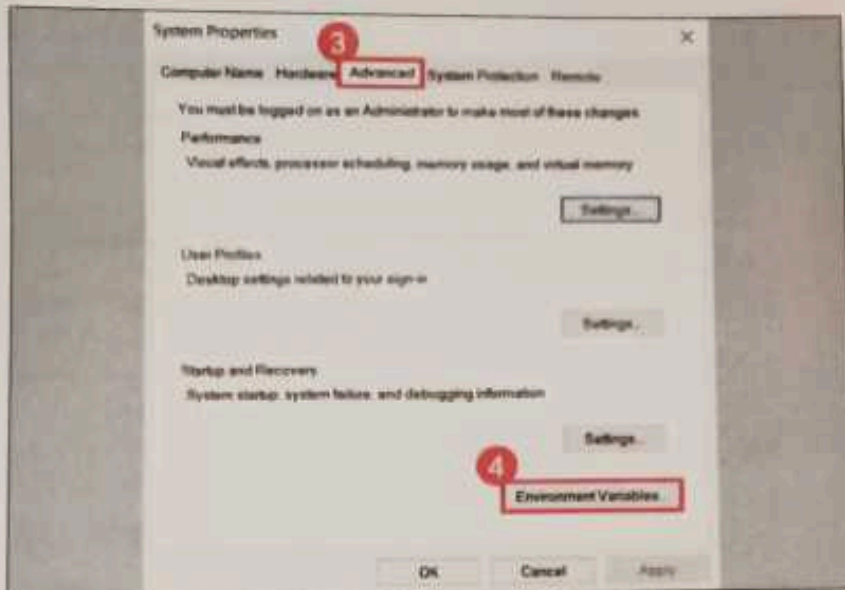 System Properties
3
Computer Name Hardware Advanced System Protection Remote
You must be logged on as an Administrator to make most of these changes
Performance
Visual effects, processor scheduling, memory usage, and virtual memory
Settings...
User Profiles
Desktop settings related to your sign-in
Settings...
Startup and Recovery
System startup, system failure, and debugging information
Settings...
4
Environment Variables...
OK Cancel Apply